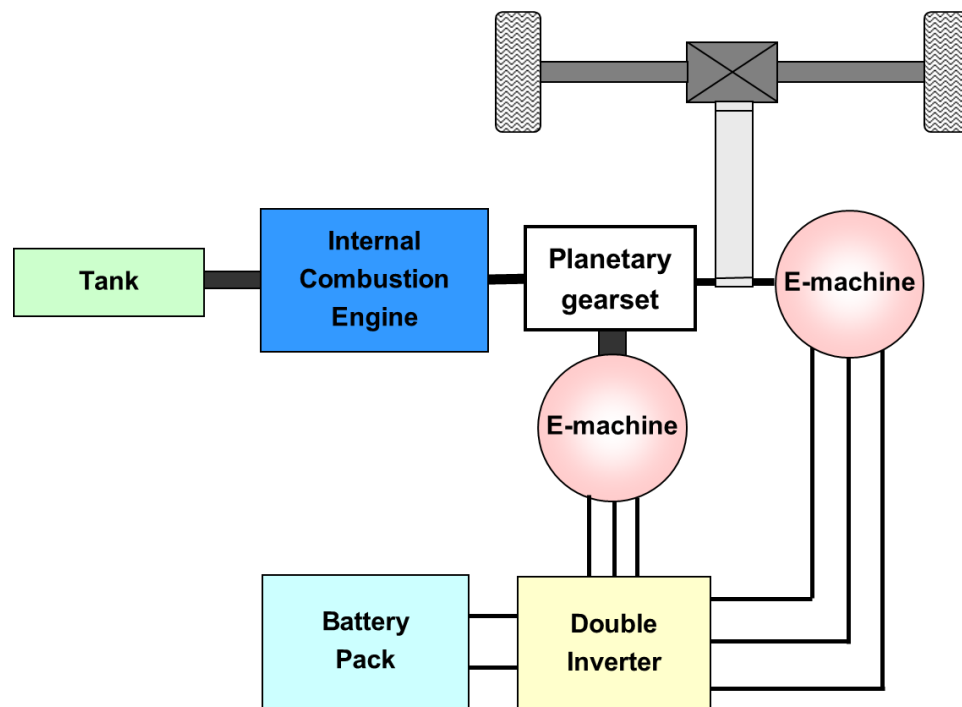 Tank
Internal
Combustion
Engine
Planetary
gearset
E-machine
E-machine
Battery
Pack
Double
Inverter